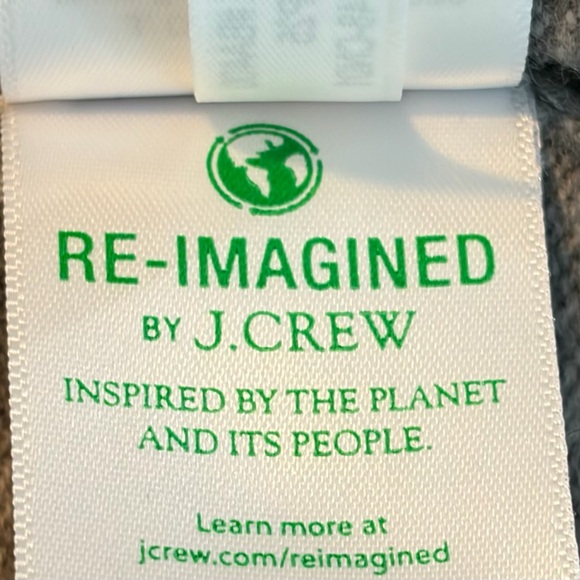 RE-IMAGINED
BY J.CREW
INSPIRED BY THE PLANET
AND ITS PEOPLE.
Learn more at
jcrew.com/reimagined